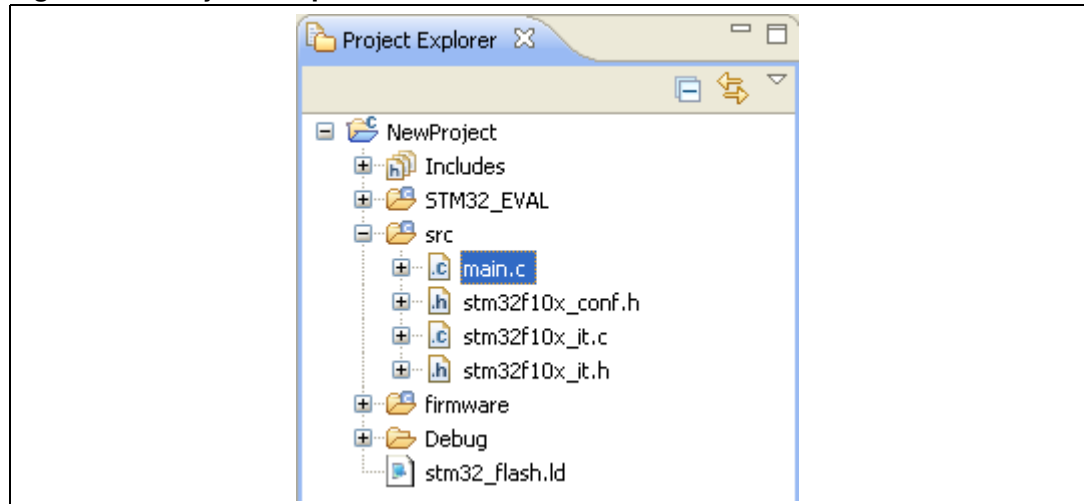 Project Explorer
NewProject
Includes
STM32_EVAL
src
main.c
stm32f10x_conf.h
stm32f10x_it.c
stm32f10x_it.h
firmware
Debug
stm32_flash.ld